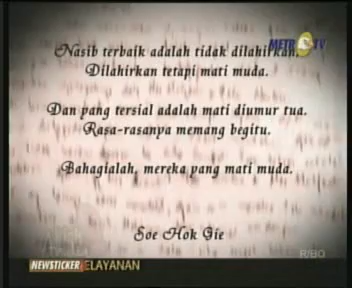 METRO TV
Nasib terbaik adalah tidak dilahirkan.
Dilahirkan tetapi mati muda.
Dan yang tersial adalah mati diumur tua.
Rasa-rasanya memang begitu.
Bahagialah, mereka yang mati muda.
Soe Hok Gie
R/BO
NEWSTICKER ELAYANAN